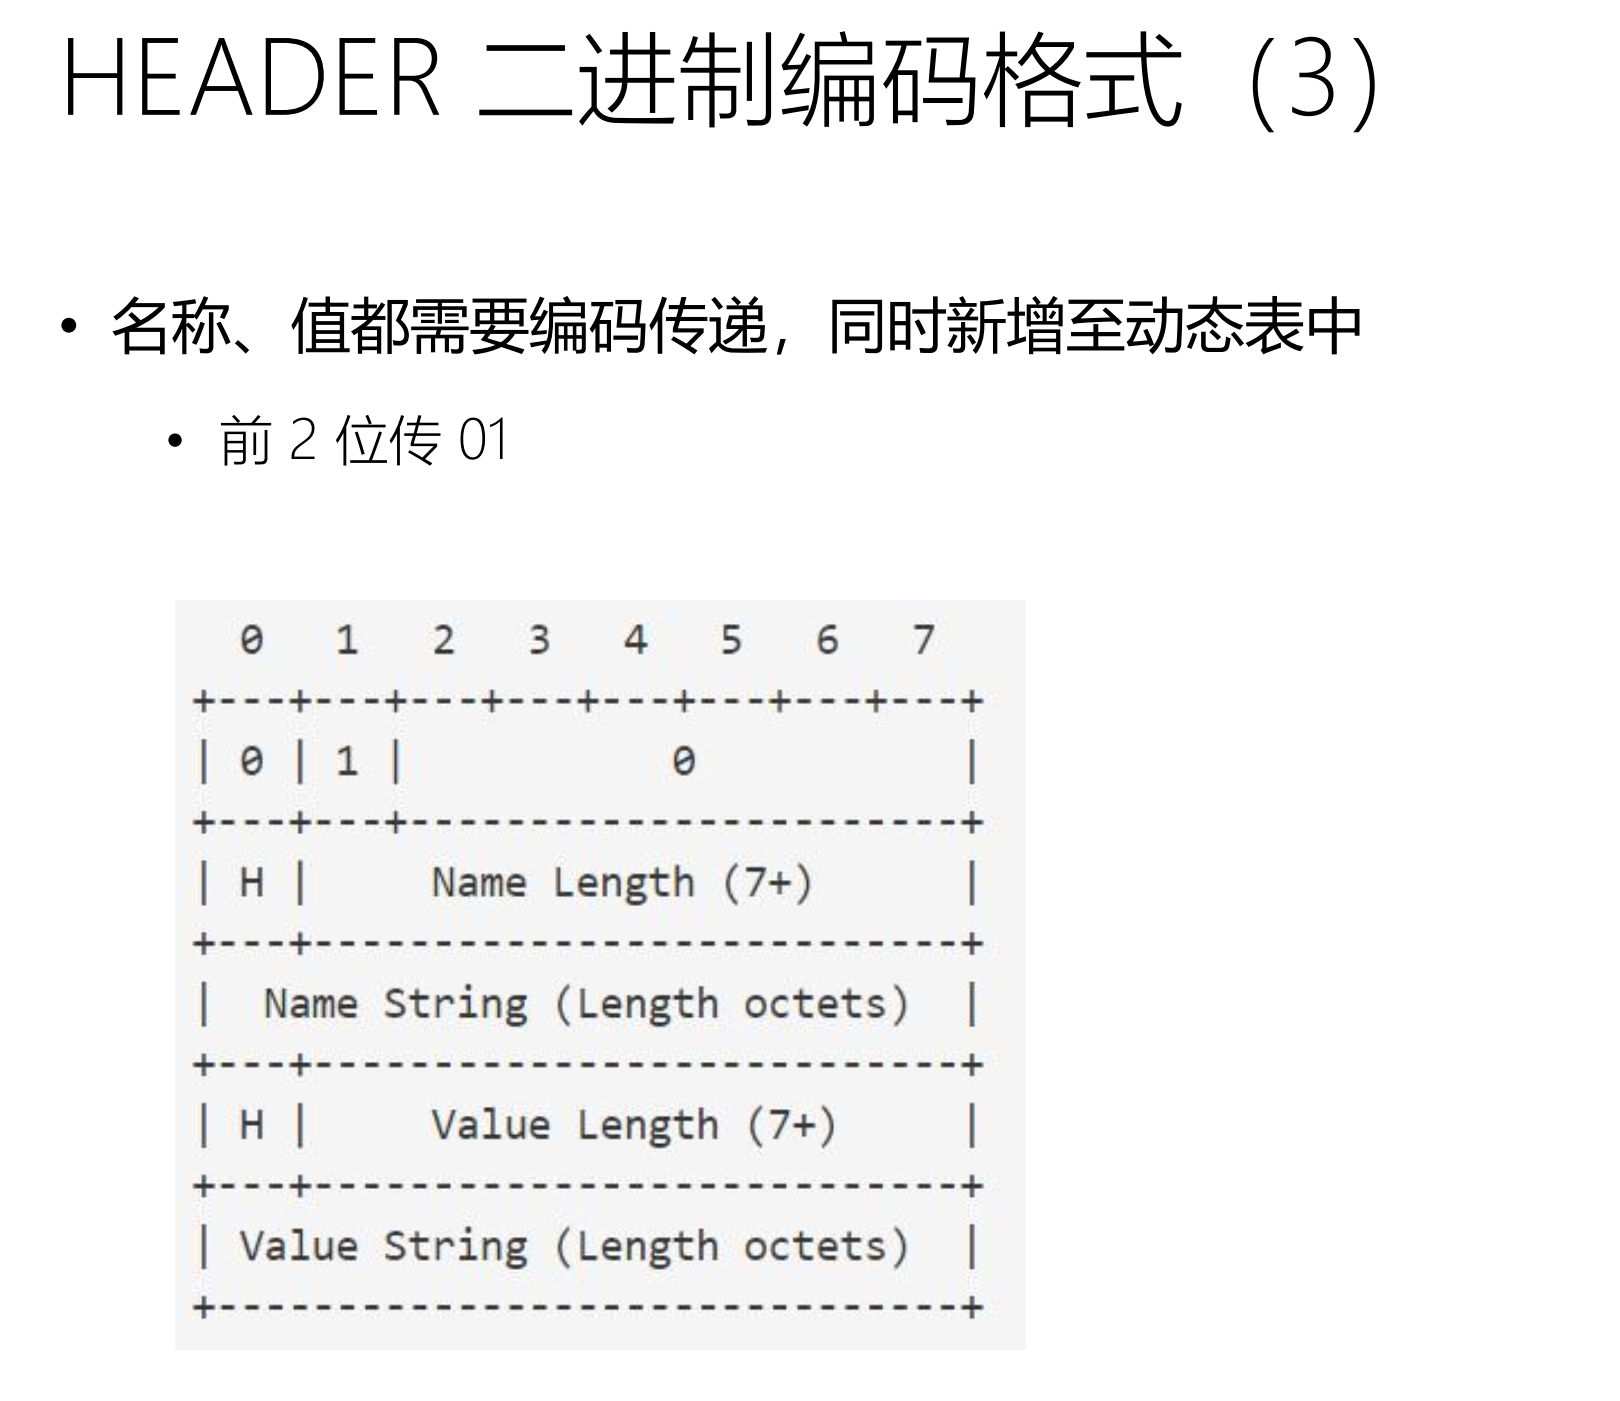 HEADER 二进制编码格式（3）
• 名称、值都需要编码传递，同时新增至动态表中
• 前 2 位传 01
  0   1   2   3   4   5   6   7
+---+---+---+---+---+---+---+---+
| 0 | 1 |           0           |
+---+---+-----------------------+
| H |     Name Length (7+)      |
+---+---------------------------+
|  Name String (Length octets)  |
+---+---------------------------+
| H |     Value Length (7+)     |
+---+---------------------------+
| Value String (Length octets)  |
+-------------------------------+